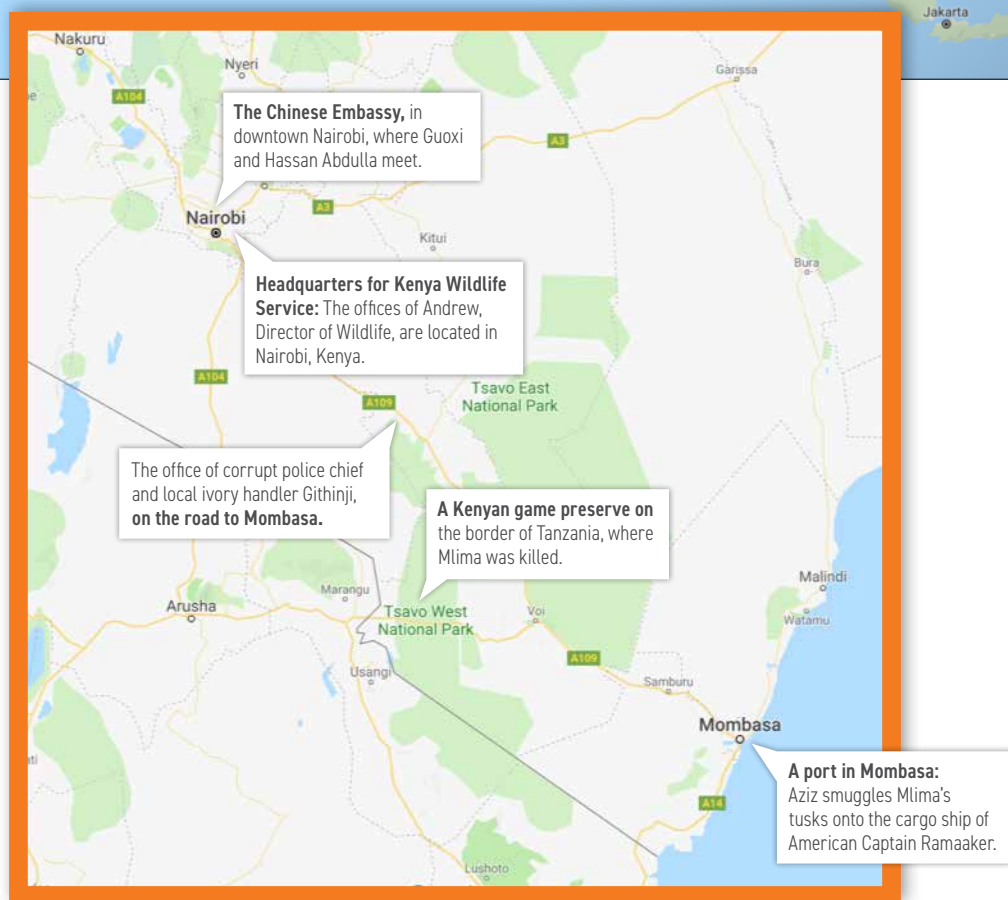 Jakarta
Nakuru
Nyeri
Garissa
A104
The Chinese Embassy, in
downtown Nairobi, where Guoxi
and Hassan Abdulla meet.
A3
A3
Nairobi
Kitui
Bura
Headquarters for Kenya Wildlife
Service: The offices of Andrew,
Director of Wildlife, are located in
Nairobi, Kenya.
A104
A109
Tsavo East
National Park
The office of corrupt police chief
and local ivory handler Githinji,
on the road to Mombasa.
A Kenyan game preserve on
the border of Tanzania, where
Mlima was killed.
Malindi
Marangu
Arusha
Tsavo West
National Park
Voi
Watamu
A109
Usangi
Samburu
Mombasa
A port in Mombasa:
Aziz smuggles Mlima's
tusks onto the cargo ship of
American Captain Ramaaker.
A14
Lushoto